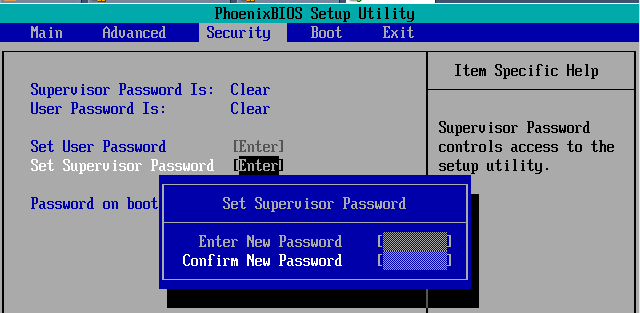 PhoenixBIOS Setup Utility
Main Advanced Security Boot Exit
Supervisor Password Is: Clear
User Password Is: Clear
Set User Password [Enter]
Set Supervisor Password [Enter]
Password on boot
Set Supervisor Password
Enter New Password [ ]
Confirm New Password [ ]
Item Specific Help
Supervisor Password
controls access to the
setup utility.